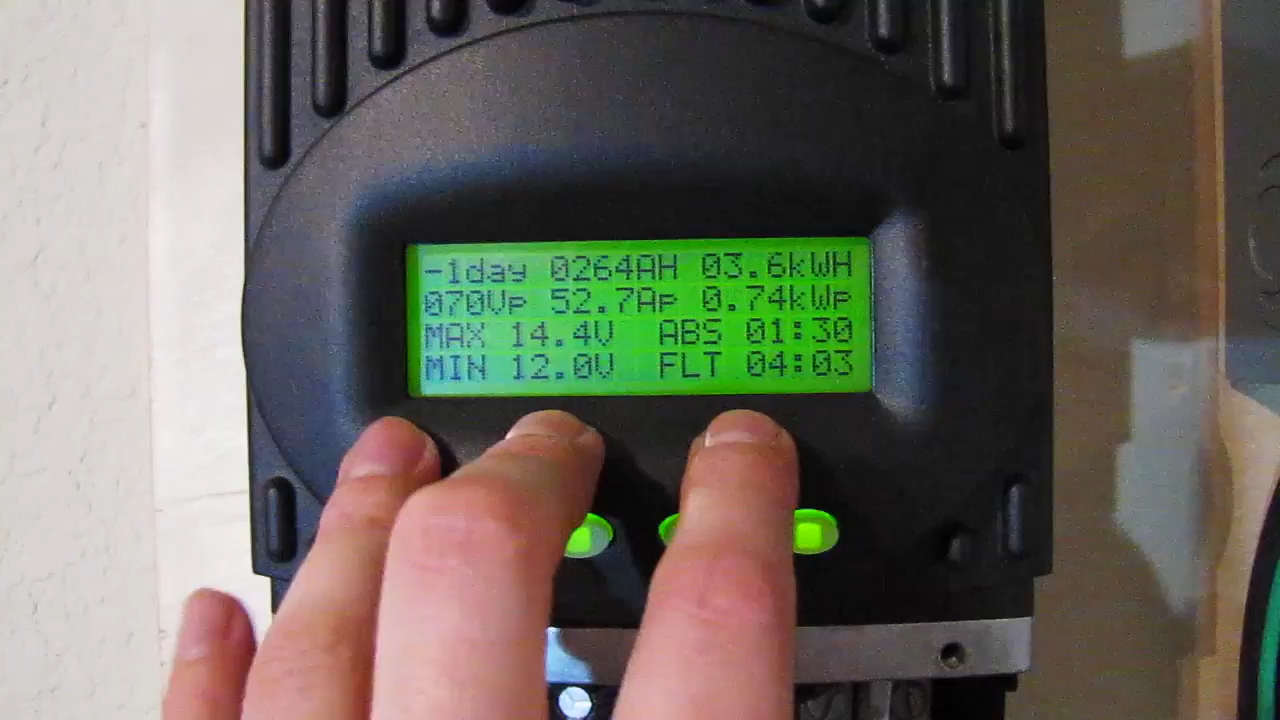 -1day 0264AH 03.6kWH
070Vp 52.7Ap 0.74kWp
MAX 14.4V ABS 01:30
MIN 12.0V FLT 04:03